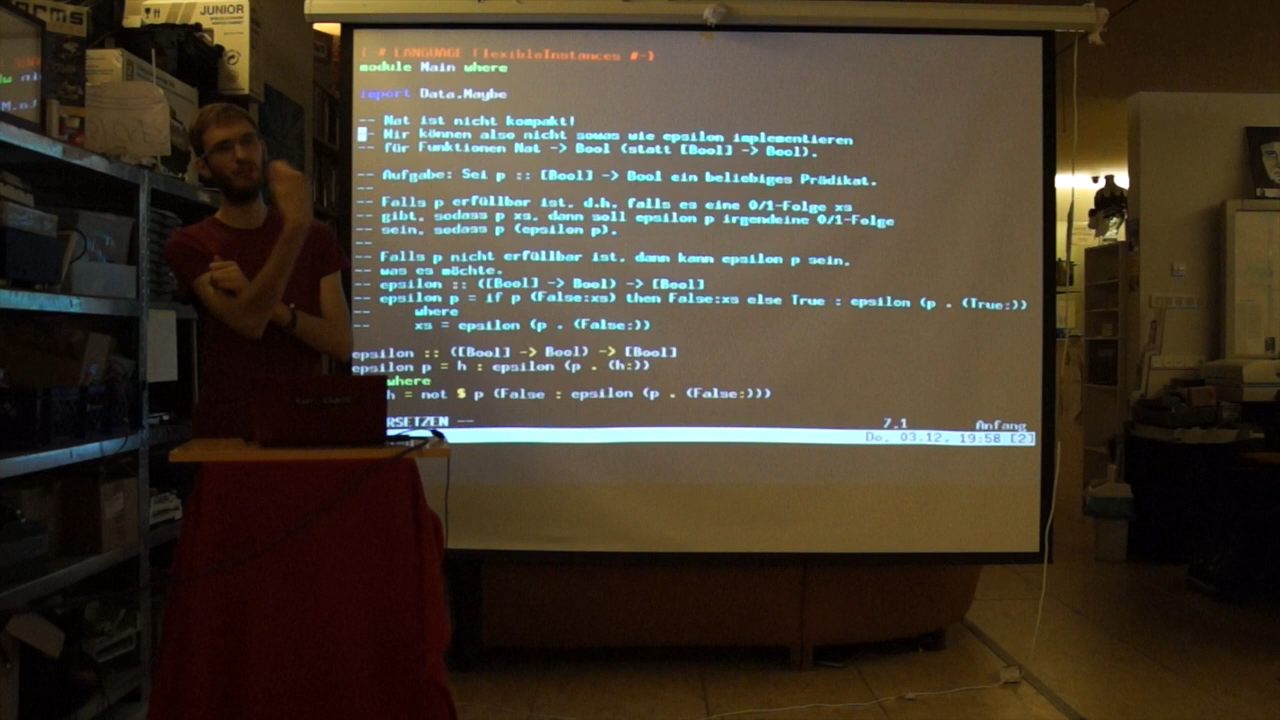 JUNIOR
{-# LANGUAGE FlexibleInstances #-}
module Main where
import Data.Maybe
-- Nat ist nicht kompakt!
- Wir können also nicht sowas wie epsilon implementieren
-- für Funktionen Nat -> Bool (statt [Bool] -> Bool).
-- Aufgabe: Sei p :: [Bool] -> Bool ein beliebiges Prädikat.
--
-- Falls p erfüllbar ist, d.h. falls es eine 0/1-Folge xs
-- gibt, sodass p xs, dann soll epsilon p irgendeine 0/1-Folge
-- sein, sodass p (epsilon p).
--
-- Falls p nicht erfüllbar ist, dann kann epsilon p sein,
-- was es möchte.
-- epsilon :: ([Bool] -> Bool) -> [Bool]
-- epsilon p = if p (False:xs) then False:xs else True : epsilon (p . (True:))
-- where
-- xs = epsilon (p . (False:))
epsilon :: ([Bool] -> Bool) -> [Bool]
epsilon p = h : epsilon (p . (h:))
where
h = not $ p (False : epsilon (p . (False:)))
RSETZEN -- 7,1 Anfang
Do, 03.12, 19:58 [2]